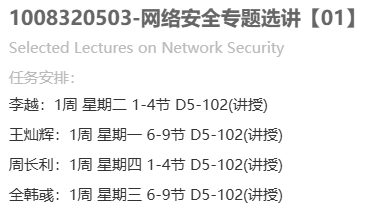 1008320503-网络安全专题选讲【01】
Selected Lectures on Network Security
任务安排：
李越：1周 星期二 1-4节 D5-102(讲授)
王灿辉：1周 星期一 6-9节 D5-102(讲授)
周长利：1周 星期四 1-4节 D5-102(讲授)
全韩彧：1周 星期三 6-9节 D5-102(讲授)